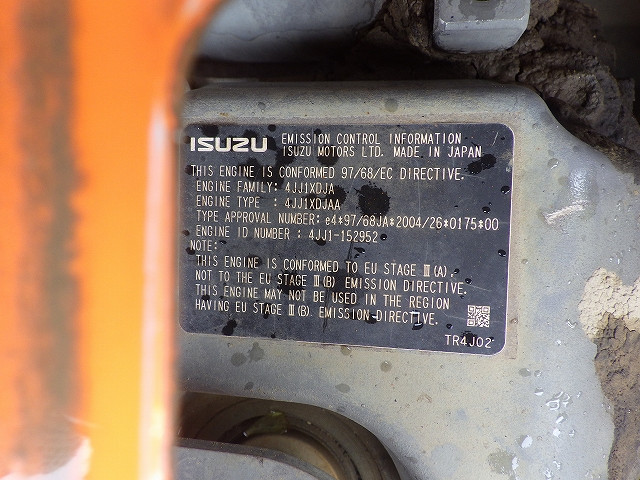 ISUZU EMISSION CONTROL INFORMATION
ISUZU MOTORS LTD. MADE IN JAPAN
THIS ENGINE IS CONFORMED 97/68/EC DIRECTIVE.
ENGINE FAMILY: 4JJ1XDJA
ENGINE TYPE : 4JJ1XDJAA
TYPE APPROVAL NUMBER: e4*97/68JA*2004/26*0175*00
ENGINE ID NUMBER : 4JJ1-152952
NOTE:
THIS ENGINE IS CONFORMED TO EU STAGE Ⅲ(A),
NOT TO THE EU STAGE Ⅲ(B) EMISSION DIRECTIVE.
THIS ENGINE MAY NOT BE USED IN THE REGION
HAVING EU STAGE Ⅲ(B). EMISSION-DIRECTIVE.
TR4J02